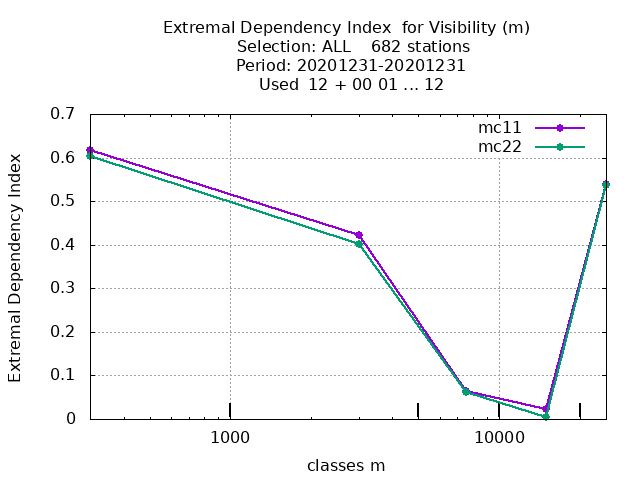 Extremal Dependency Index  for Visibility (m)
Selection: ALL    682 stations
Period: 20201231-20201231
Used  12 + 00 01 ... 12
mc11
mc22
0.7
0.6
0.5
0.4
0.3
0.2
0.1
0
Extremal Dependency Index
1000
10000
classes m